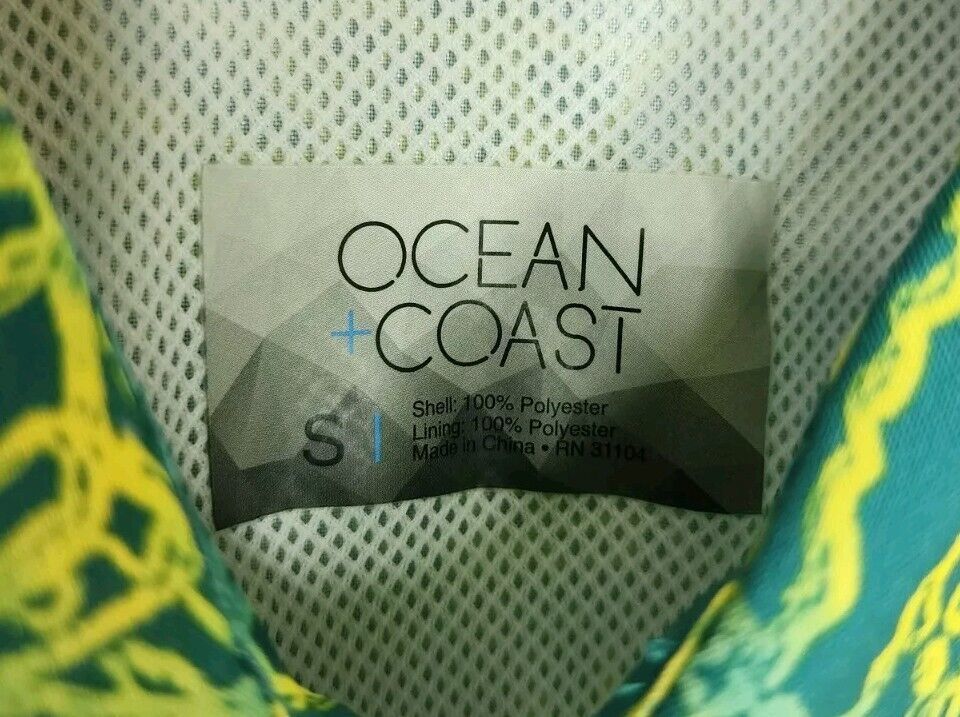 OCEAN
+COAST
S | Shell: 100% Polyester
Lining: 100% Polyester
Made in China • RN 31104